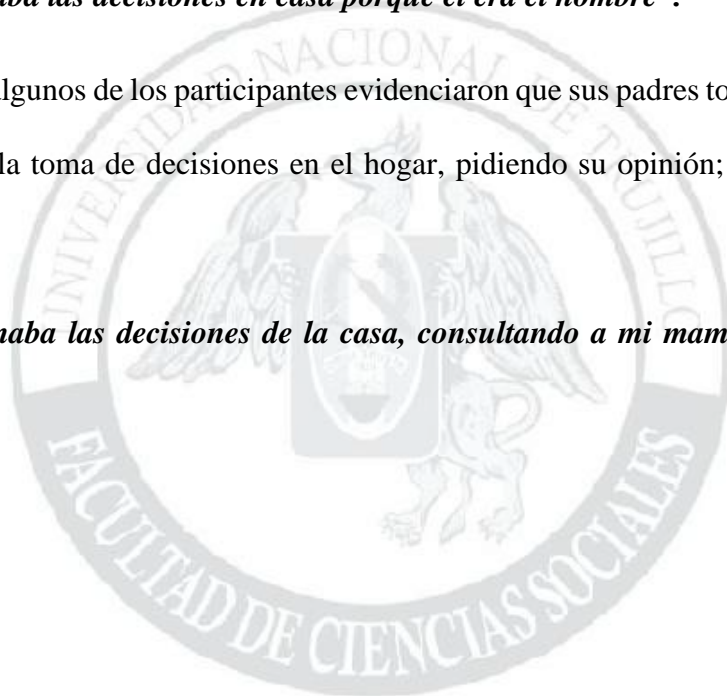 aba las decisiones en casa porque él era el hombre".
algunos de los participantes evidenciaron que sus padres to
la toma de decisiones en el hogar, pidiendo su opinión;
maba las decisiones de la casa, consultando a mi mam
UNIVERSIDAD NACIONAL DE TRUJILLO
FACULTAD DE CIENCIAS SOCIALES